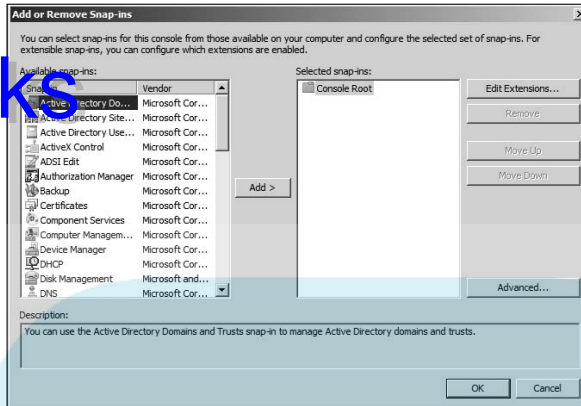 Add or Remove Snap-ins
You can select snap-ins for this console from those available on your computer and configure the selected set of snap-ins. For
extensible snap-ins, you can configure which extensions are enabled.
Available snap-ins:
Selected snap-ins:
Snap-in Vendor
Active Directory Do... Microsoft Cor...
Active Directory Site... Microsoft Cor...
Active Directory Use... Microsoft Cor...
ActiveX Control Microsoft Cor...
ADSI Edit Microsoft Cor...
Authorization Manager Microsoft Cor...
Backup Microsoft Cor...
Certificates Microsoft Cor...
Component Services Microsoft Cor...
Computer Managem... Microsoft Cor...
Device Manager Microsoft Cor...
DHCP Microsoft Cor...
Disk Management Microsoft and...
DNS Microsoft Cor...
ks
Add >
Console Root
Edit Extensions...
Remove
Move Up
Move Down
Advanced...
Description:
You can use the Active Directory Domains and Trusts snap-in to manage Active Directory domains and trusts.
OK Cancel